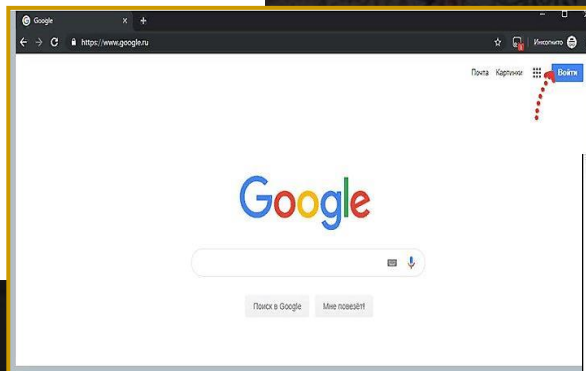 Google
https://www.google.ru
Инкогнито
Почта Картинки
Войти
Google
Поиск в Google Мне повезёт!